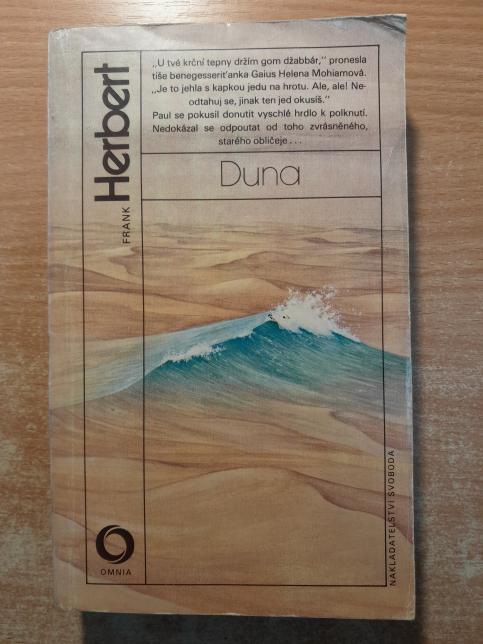 „U tvé krční tepny držím gom džabbár,“ pronesla
tiše benegesseriťanka Gaius Helena Mohiamová.
„Je to jehla s kapkou jedu na hrotu. Ale, ale! Ne-
odtahuj se, jinak ten jed okusíš.“
Paul se pokusil donutit vyschlé hrdlo k polknutí.
Nedokázal se odpoutat od toho zvrásněného,
starého obličeje . . .
FRANK Herbert
Duna
OMNIA
NAKLADATELSTVÍ SVOBODA